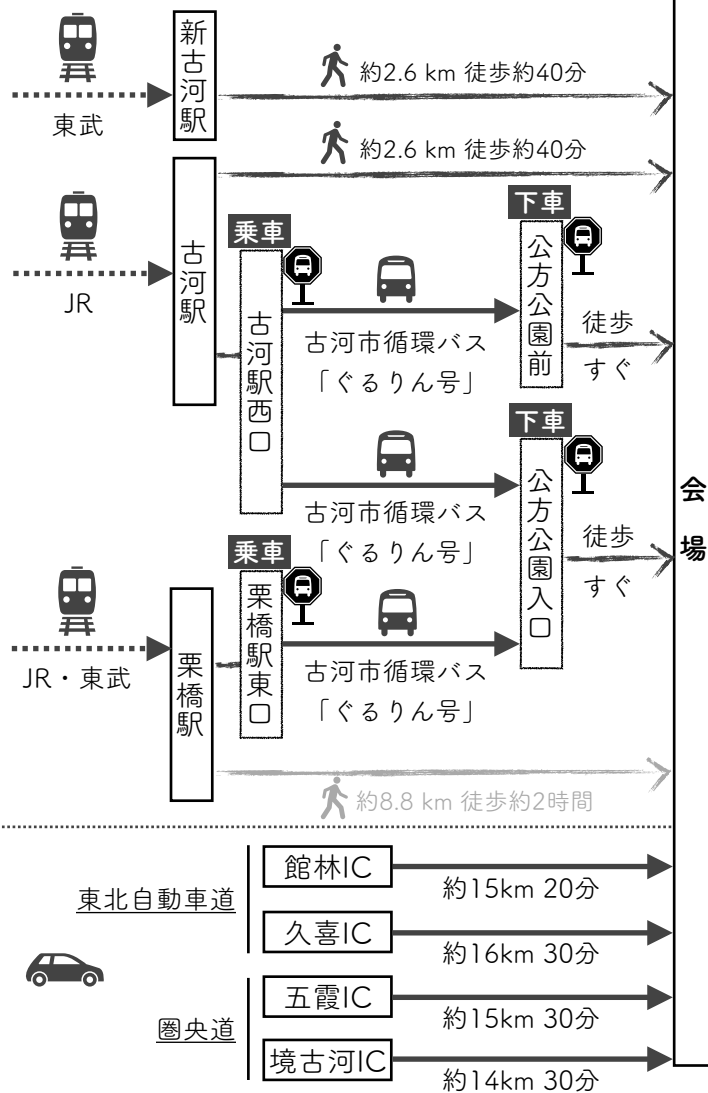 新古河駅
約2.6 km 徒歩約40分
東武
約2.6 km 徒歩約40分
古河駅
JR
乗車
古河駅西口
古河市循環バス
「ぐるりん号」
下車
公方公園前
徒歩
すぐ
古河市循環バス
「ぐるりん号」
下車
公方公園入口
徒歩
すぐ
会場
JR・東武
栗橋駅
乗車
栗橋駅東口
古河市循環バス
「ぐるりん号」
約8.8 km 徒歩約2時間
東北自動車道
館林IC
約15km 20分
久喜IC
約16km 30分
圏央道
五霞IC
約15km 30分
境古河IC
約14km 30分